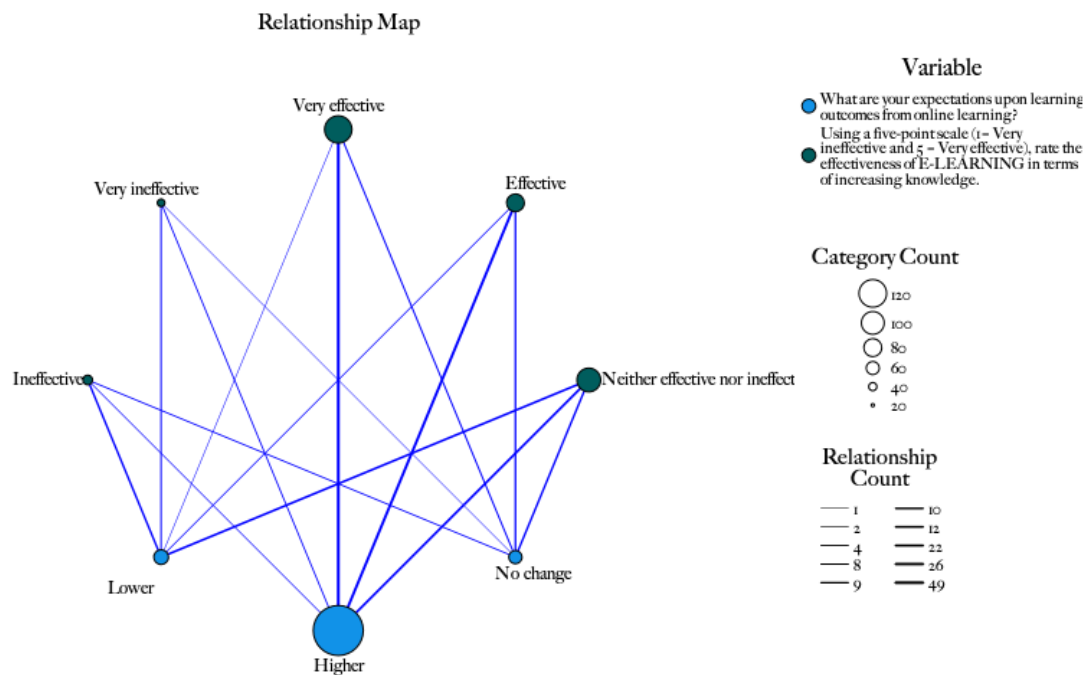 Relationship Map
Very effective
Very ineffective
Effective
Ineffective
Neither effective nor ineffect
Lower
No change
Higher
Variable
What are your expectations upon learning
outcomes from online learning?
Using a five-point scale (1– Very
ineffective and 5 – Very effective), rate the
effectiveness of E-LEARNING in terms
of increasing knowledge.
Category Count
120
100
80
60
40
20
Relationship
Count
1 10
2 12
4 22
8 26
9 49